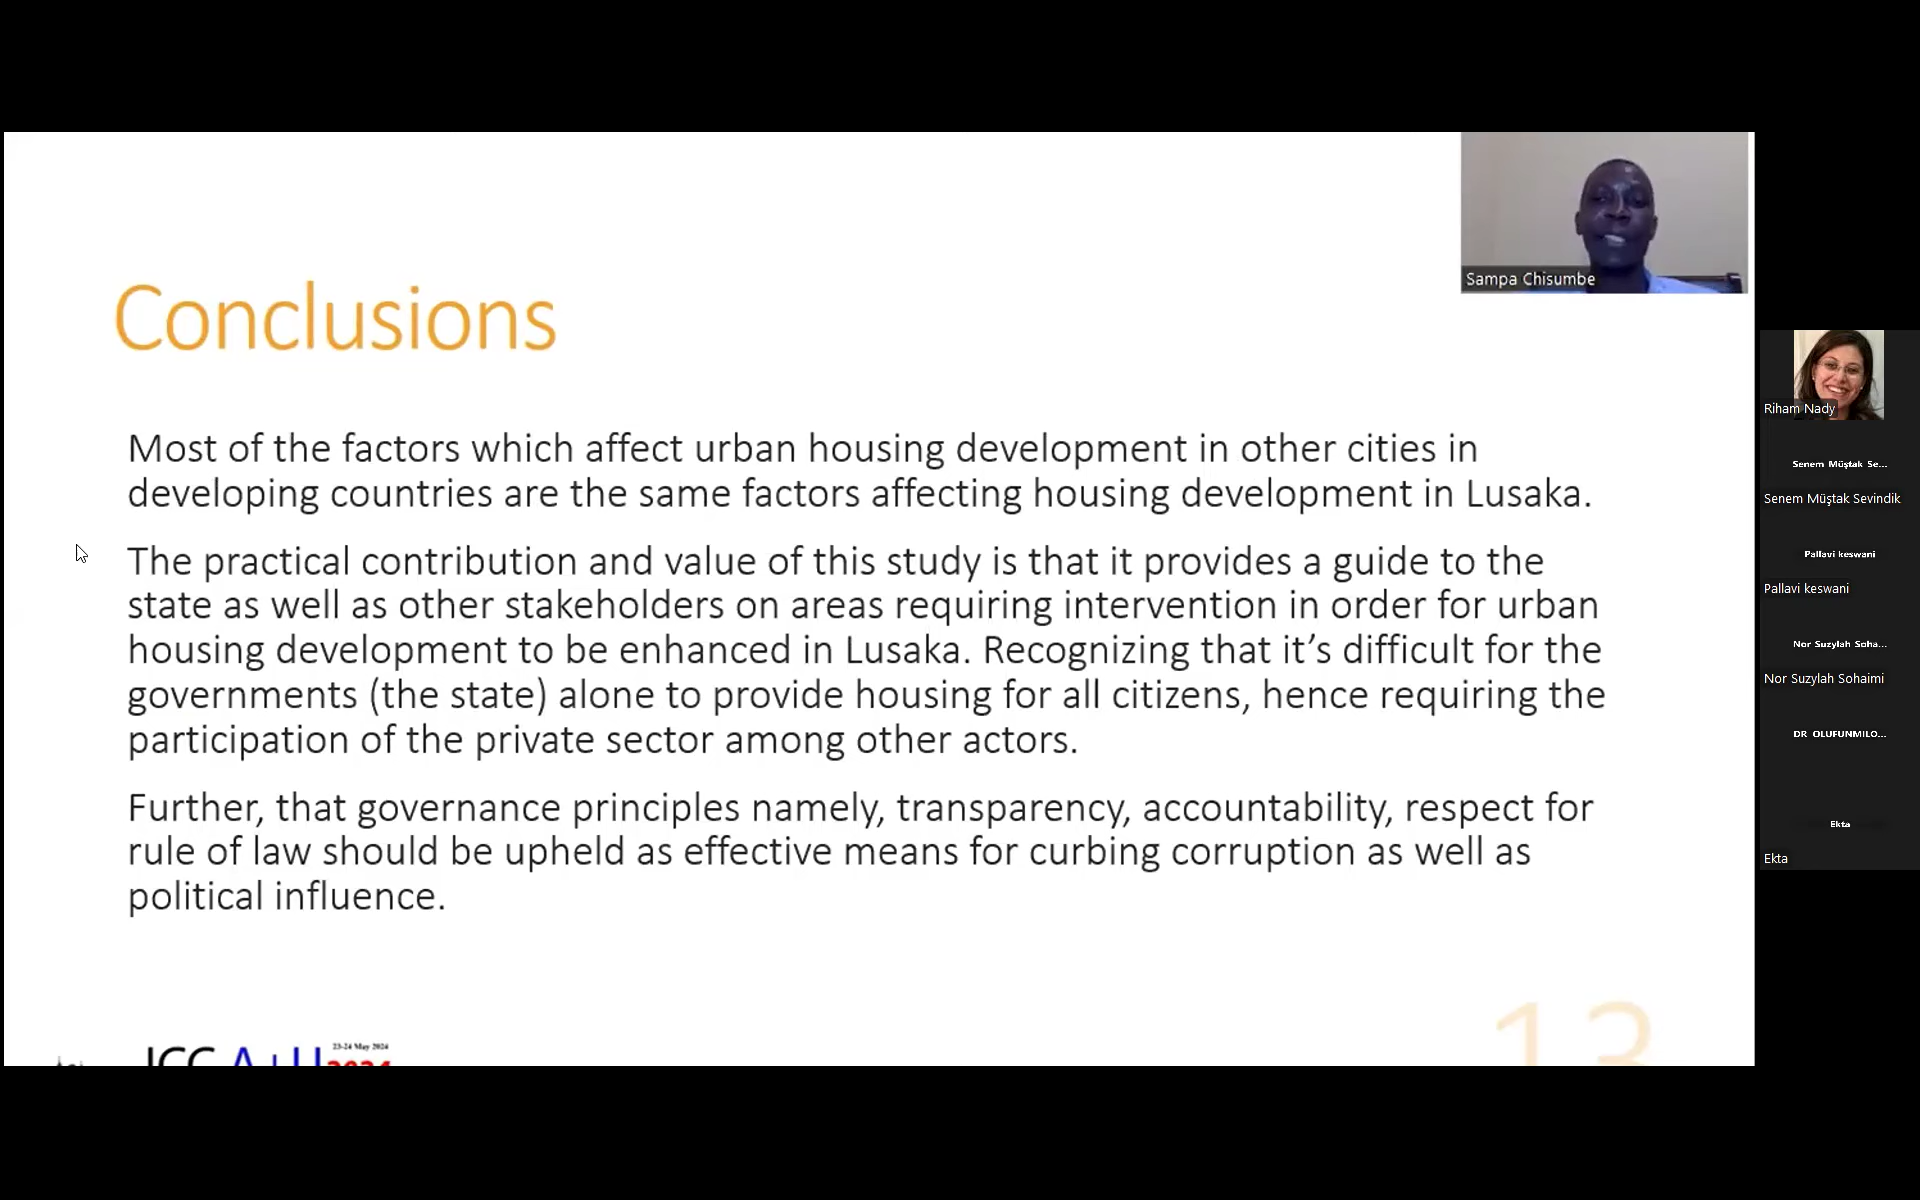 Sampa Chisumbe
Conclusions
Most of the factors which affect urban housing development in other cities in
developing countries are the same factors affecting housing development in Lusaka.
The practical contribution and value of this study is that it provides a guide to the
state as well as other stakeholders on areas requiring intervention in order for urban
housing development to be enhanced in Lusaka. Recognizing that it’s difficult for the
governments (the state) alone to provide housing for all citizens, hence requiring the
participation of the private sector among other actors.
Further, that governance principles namely, transparency, accountability, respect for
rule of law should be upheld as effective means for curbing corruption as well as
political influence.
23-24 May 2024
ICC A+U 2024
13
Riham Nady
Senem Müştak Se...
Senem Müştak Sevindik
Pallavi keswani
Pallavi keswani
Nor Suzylah Soha...
Nor Suzylah Sohaimi
DR OLUFUNMILO...
Ekta
Ekta